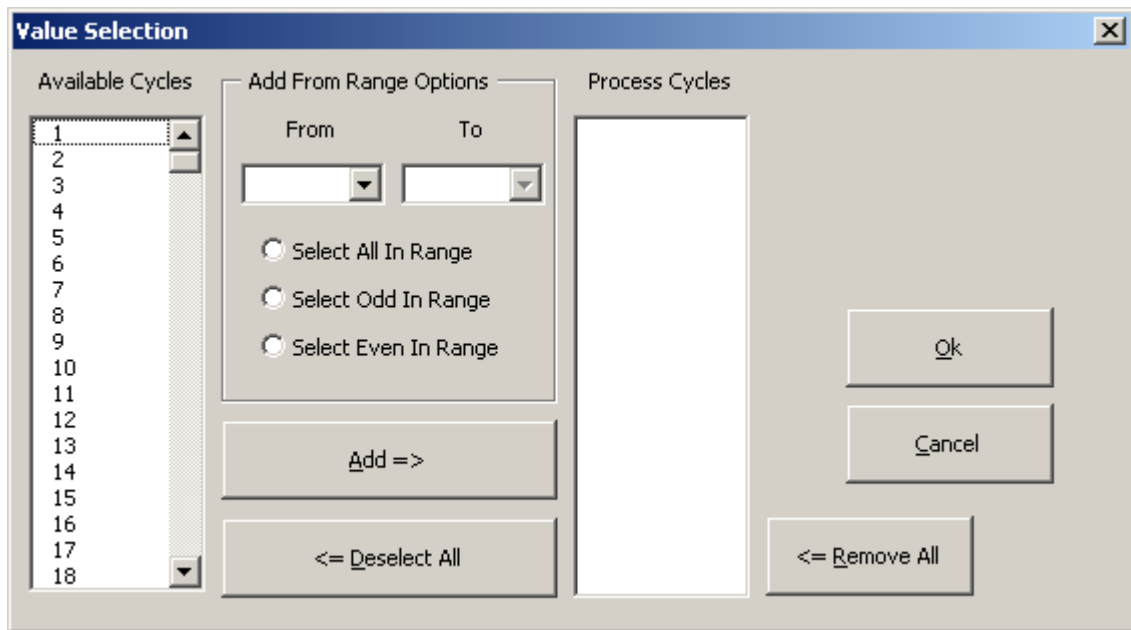 Value Selection
Available Cycles
1
2
3
4
5
6
7
8
9
10
11
12
13
14
15
16
17
18
Add From Range Options
From To
Select All In Range
Select Odd In Range
Select Even In Range
Add =>
<= Deselect All
Process Cycles
Ok
Cancel
<= Remove All